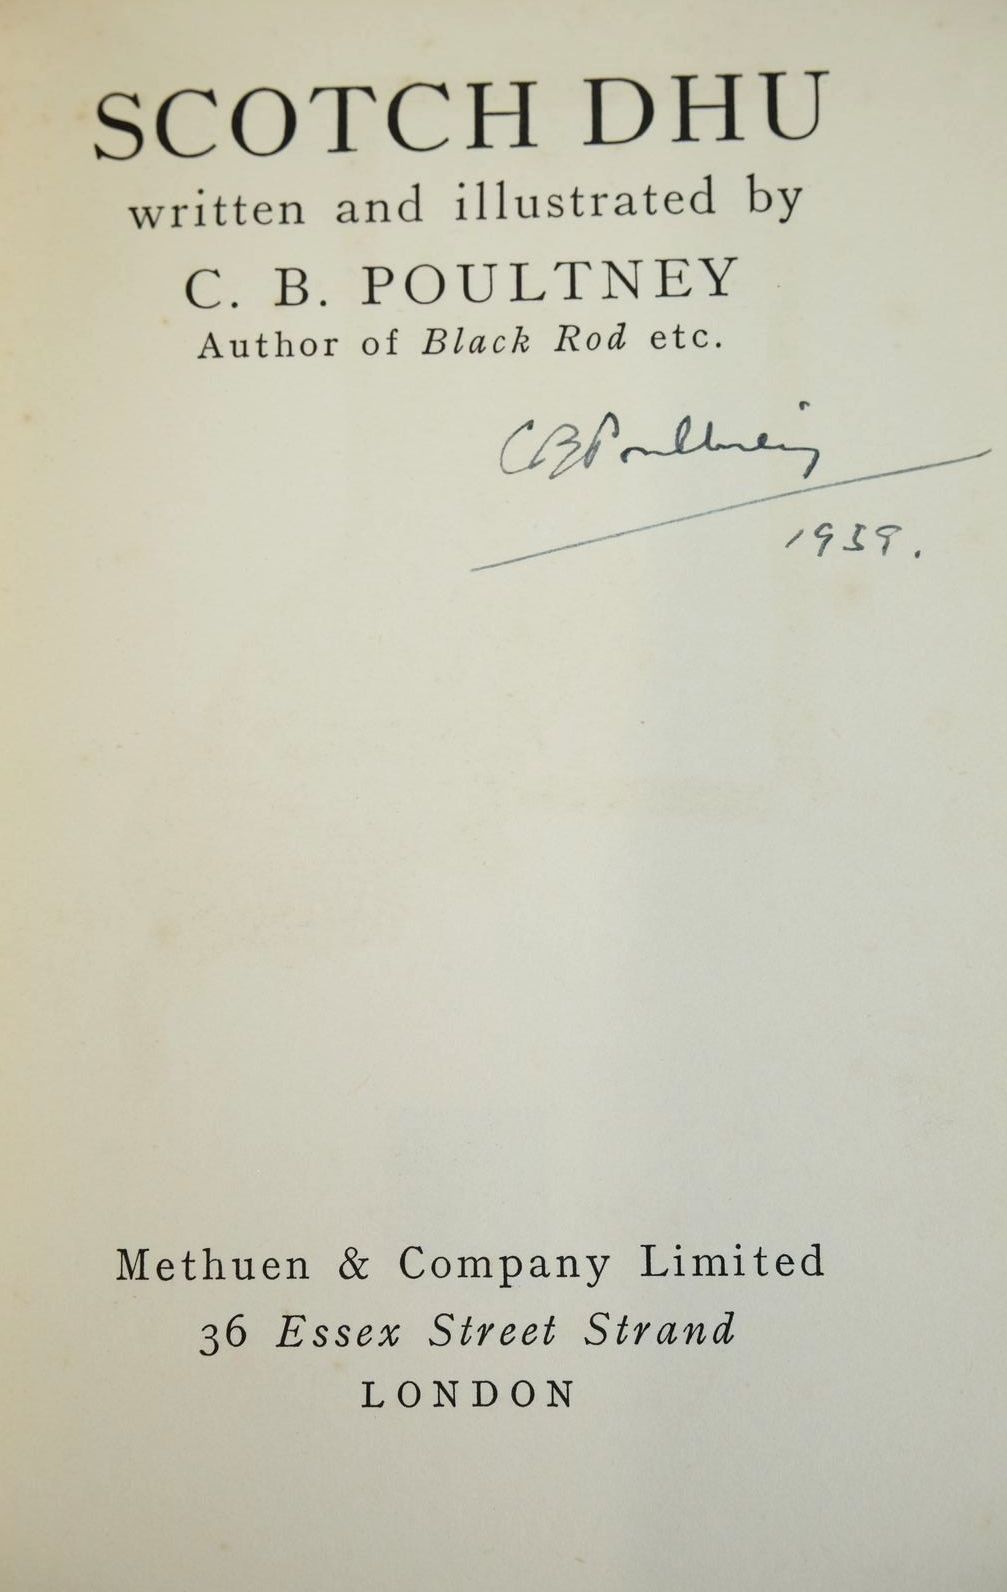 SCOTCH DHU
written and illustrated by
C. B. POULTNEY
Author of Black Rod etc.
C B Poultney
1939.
Methuen & Company Limited
36 Essex Street Strand
LONDON